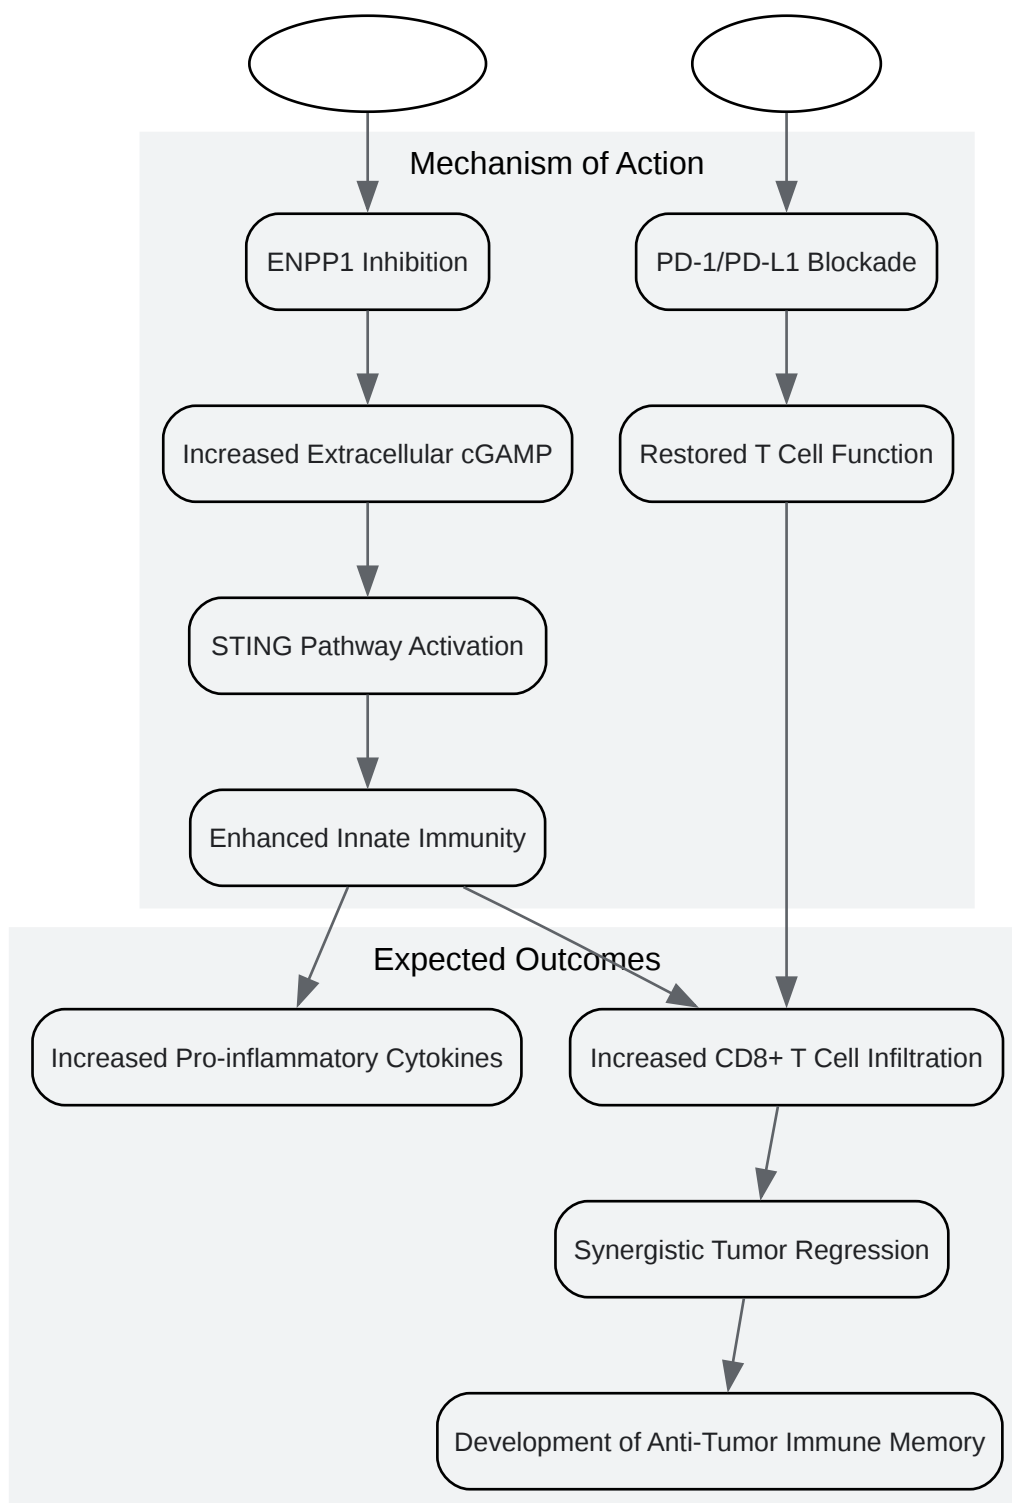 Mechanism of Action
ENPP1 Inhibition
PD-1/PD-L1 Blockade
Increased Extracellular cGAMP
Restored T Cell Function
STING Pathway Activation
Enhanced Innate Immunity
Expected Outcomes
Increased Pro-inflammatory Cytokines
Increased CD8+ T Cell Infiltration
Synergistic Tumor Regression
Development of Anti-Tumor Immune Memory